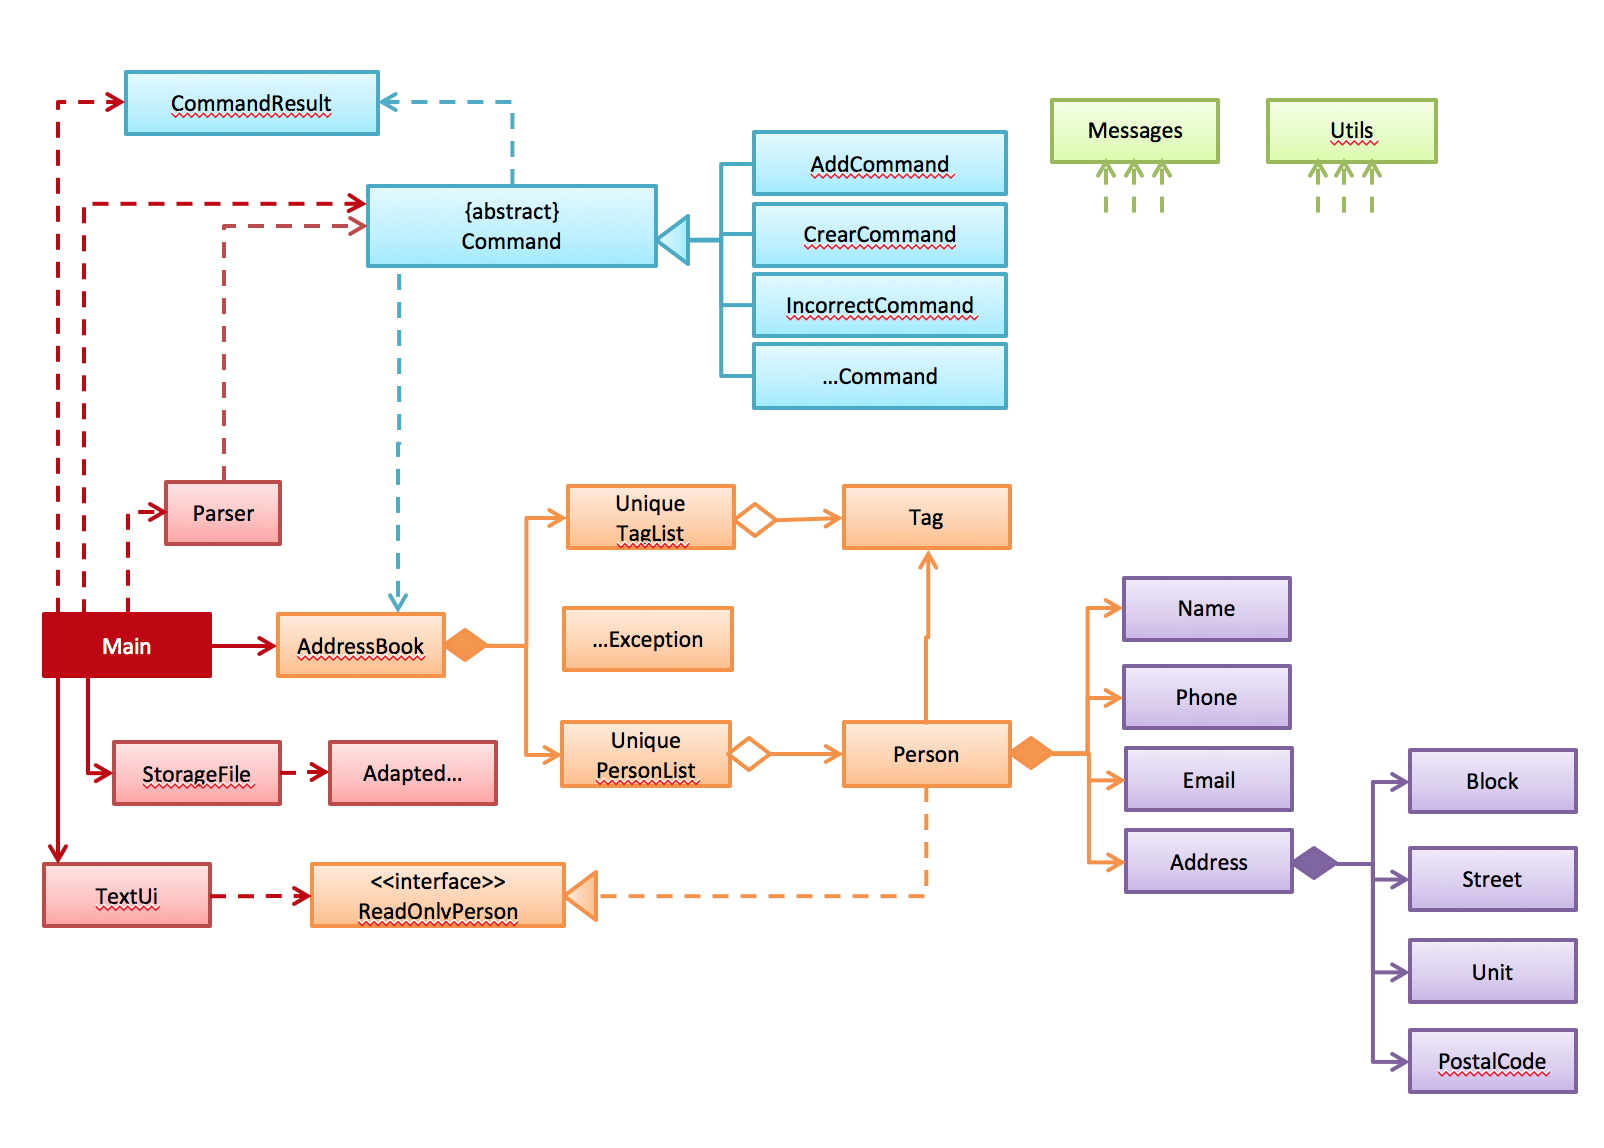 CommandResult
{abstract}
Command
AddCommand
CrearCommand
IncorrectCommand
...Command
Messages
Utils
Parser
Unique
TagList
Tag
Main
AddressBook
...Exception
Name
Phone
Unique
PersonList
Person
Email
Address
StorageFile
Adapted...
Block
Street
Unit
PostalCode
TextUi
<<interface>>
ReadOnlyPerson